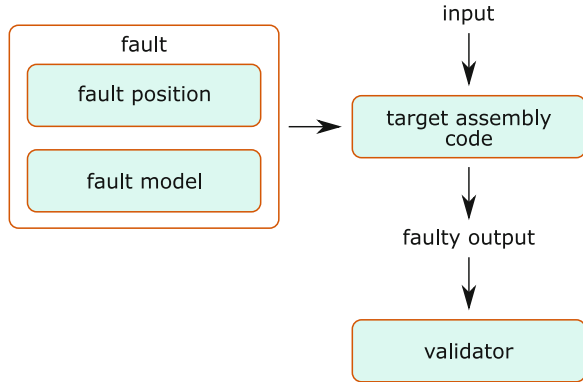 input
fault
fault position
fault model
target assembly
code
faulty output
validator